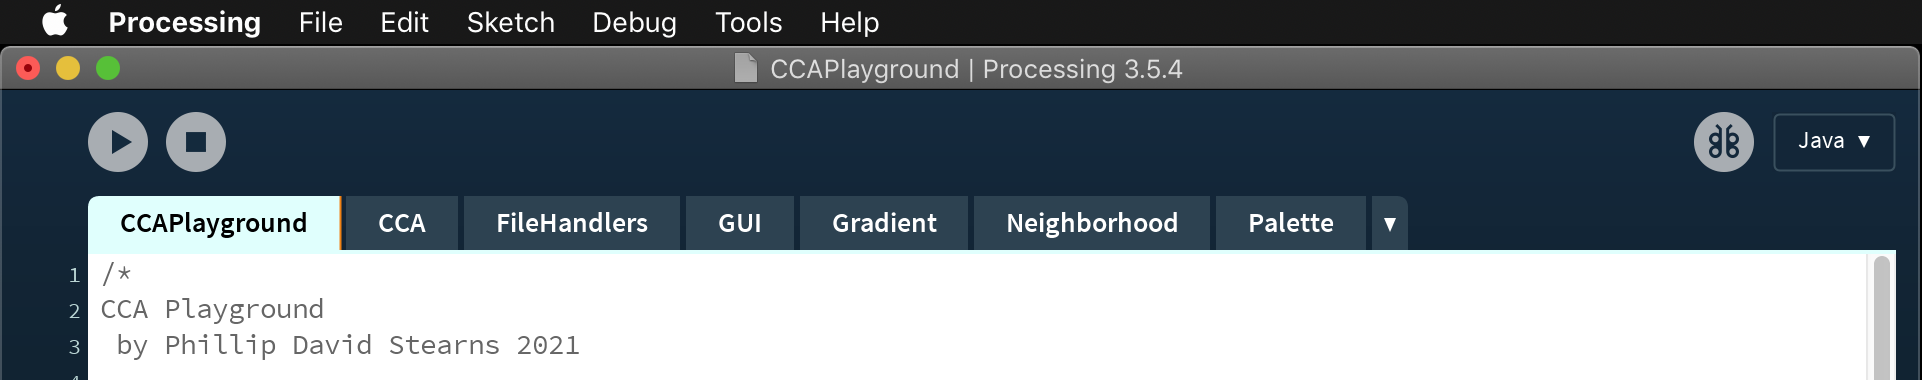 Processing File Edit Sketch Debug Tools Help
CCAPlayground | Processing 3.5.4
Java ▼
CCAPlayground CCA FileHandlers GUI Gradient Neighborhood Palette ▼
1 /*
2 CCA Playground
3 by Phillip David Stearns 2021